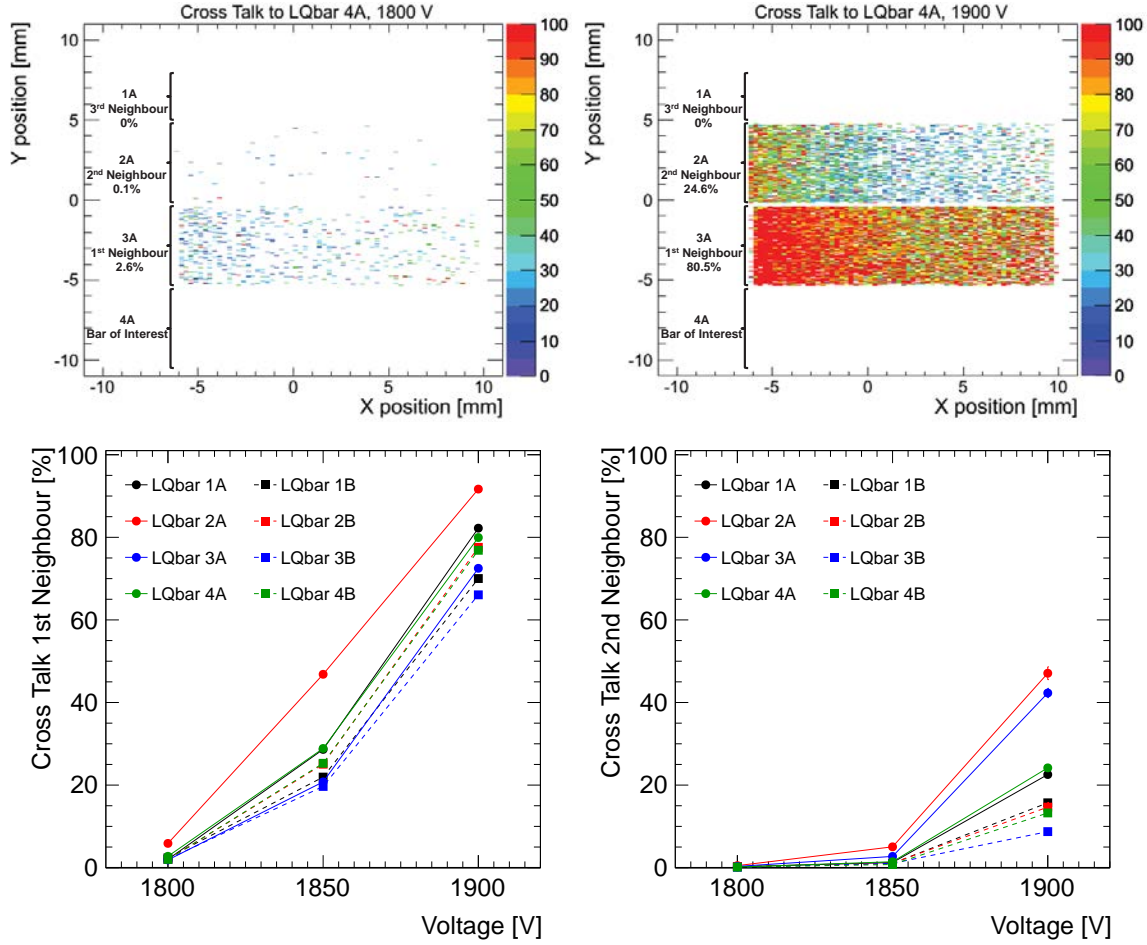 Cross Talk to LQbar 4A, 1800 V
Y position [mm]
10
5
0
-5
-10
1A
3rd Neighbour
0%
2A
2nd Neighbour
0.1%
3A
1st Neighbour
2.6%
4A
Bar of Interest
-10
-5
0
5
10
X position [mm]
100
90
80
70
60
50
40
30
20
10
0
Cross Talk to LQbar 4A, 1900 V
Y position [mm]
10
5
0
-5
-10
1A
3rd Neighbour
0%
2A
2nd Neighbour
24.6%
3A
1st Neighbour
80.5%
4A
Bar of Interest
-10
-5
0
5
10
X position [mm]
100
90
80
70
60
50
40
30
20
10
0
Cross Talk 1st Neighbour [%]
100
80
60
40
20
0
LQbar 1A
LQbar 1B
LQbar 2A
LQbar 2B
LQbar 3A
LQbar 3B
LQbar 4A
LQbar 4B
1800
1850
1900
Voltage [V]
Cross Talk 2nd Neighbour [%]
100
80
60
40
20
0
LQbar 1A
LQbar 1B
LQbar 2A
LQbar 2B
LQbar 3A
LQbar 3B
LQbar 4A
LQbar 4B
1800
1850
1900
Voltage [V]